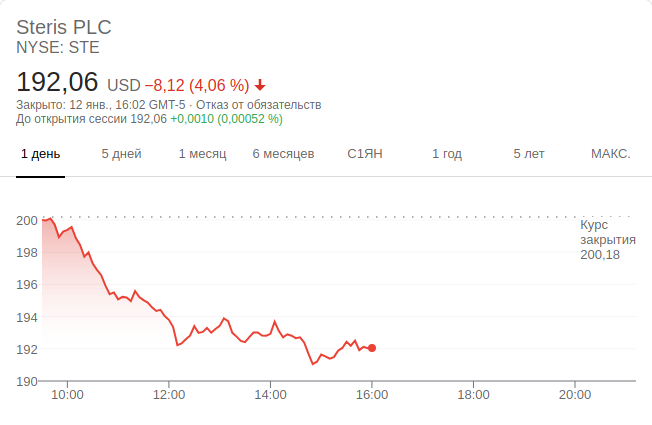 Steris PLC
NYSE: STE
192,06 USD −8,12 (4,06 %)
Закрыто: 12 янв., 16:02 GMT-5 · Отказ от обязательств
До открытия сессии 192,06 +0,0010 (0,00052 %)
1 день 5 дней 1 месяц 6 месяцев С1ЯН 1 год 5 лет МАКС.
200
198
196
194
192
190
Курс
закрытия
200,18
10:00 12:00 14:00 16:00 18:00 20:00